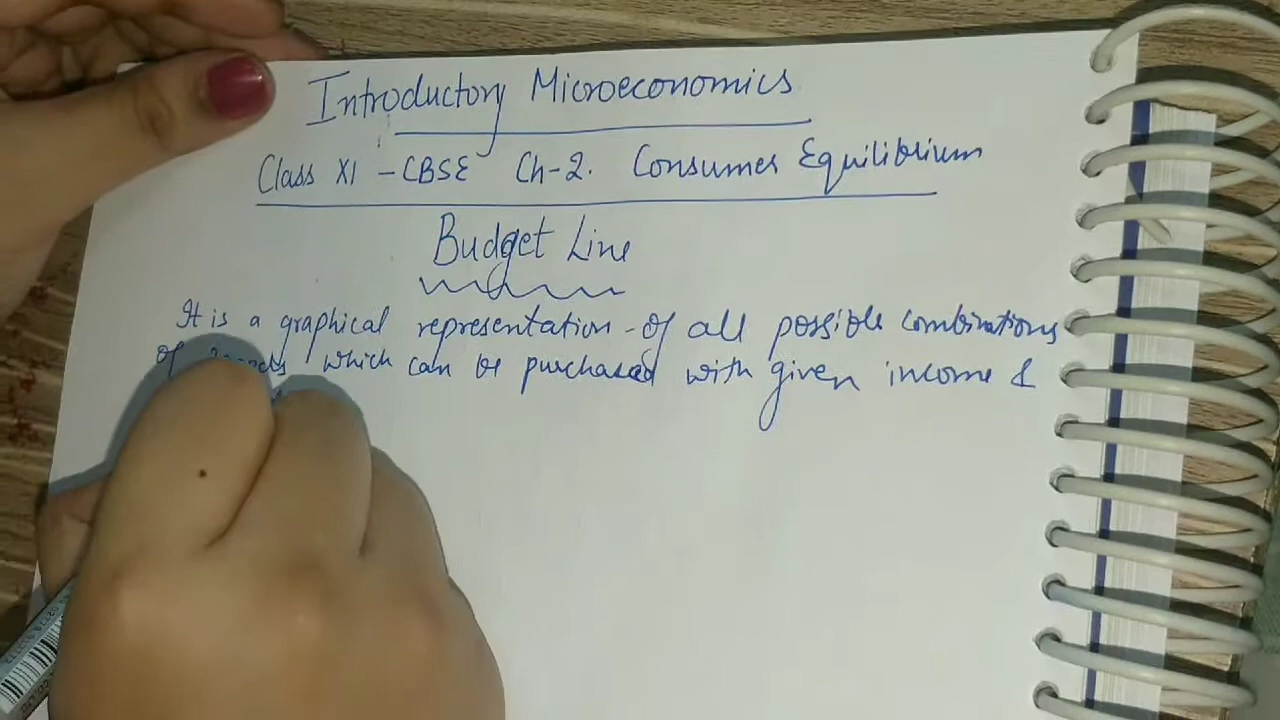 Introductory Microeconomics
Class XI - CBSE Ch-2. Consumer Equilibrium
Budget Line
It is a graphical representation of all possible combinations
of which can be purchased with given income &